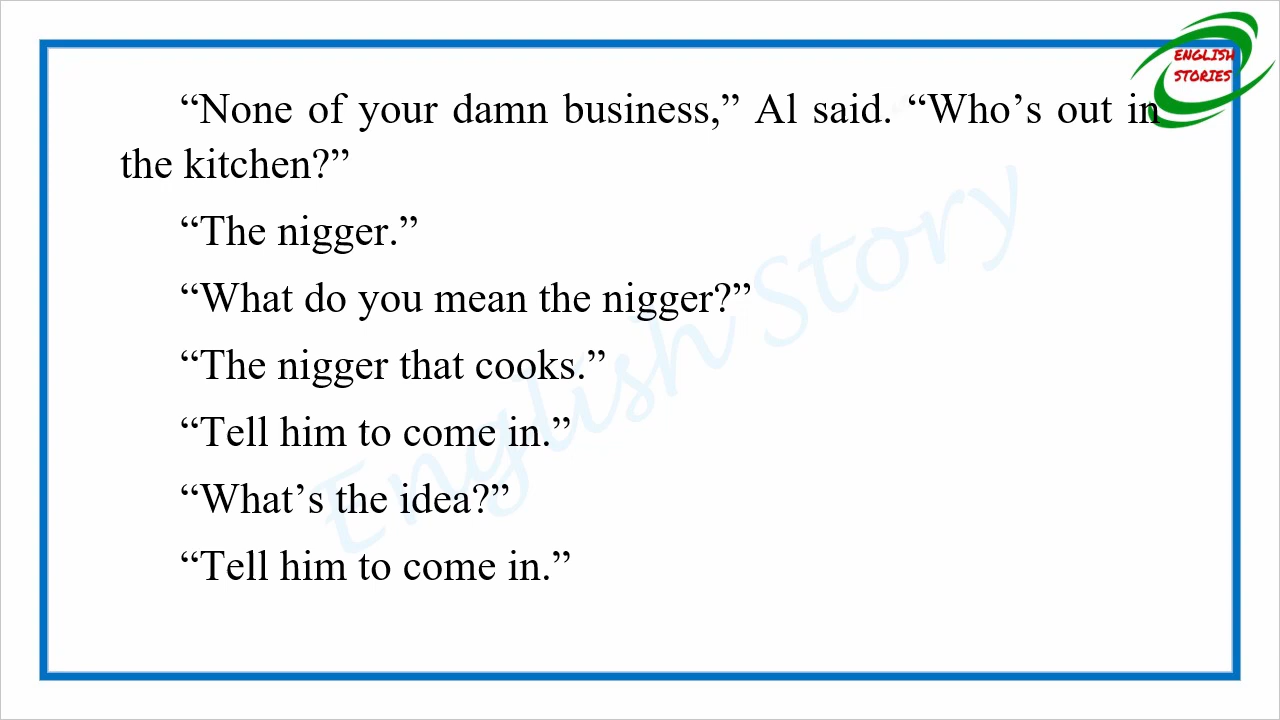 ENGLISH
STORIES
“None of your damn business,” Al said. “Who’s out in
the kitchen?”
“The nigger.”
“What do you mean the nigger?”
“The nigger that cooks.”
“Tell him to come in.”
“What’s the idea?”
“Tell him to come in.”
English Story